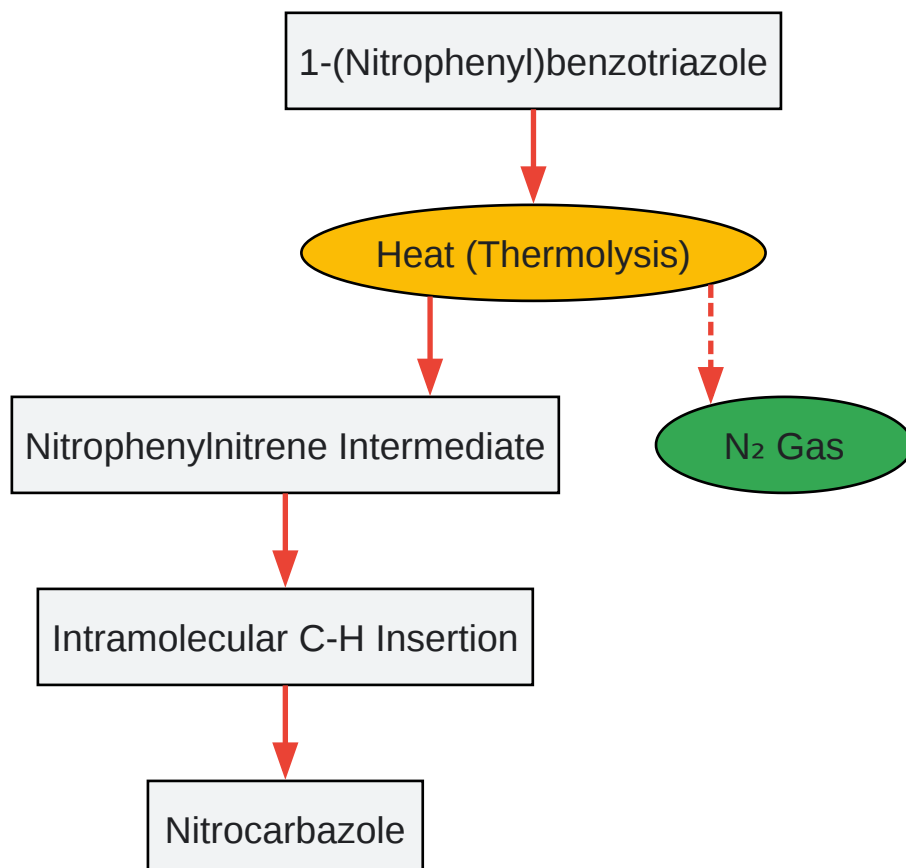 1-(Nitrophenyl)benzotriazole
Heat (Thermolysis)
Nitrophenylnitrene Intermediate
N₂ Gas
Intramolecular C-H Insertion
Nitrocarbazole